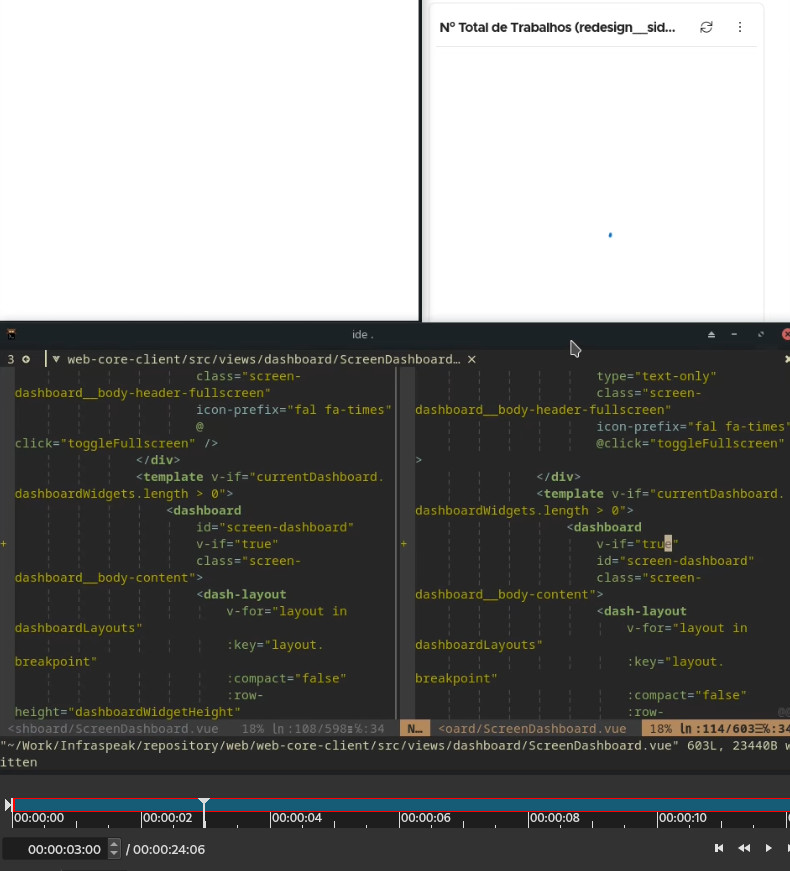 Nº Total de Trabalhos (redesign__sid...
ide .
3 web-core-client/src/views/dashboard/ScreenDashboard… ✕
class="screen-
dashboard__body-header-fullscreen"
icon-prefix="fal fa-times"
@
click="toggleFullscreen" />
</div>
<template v-if="currentDashboard.
dashboardWidgets.length > 0">
<dashboard
id="screen-dashboard"
+ v-if="true"
class="screen-
dashboard__body-content">
<dash-layout
v-for="layout in
dashboardLayouts"
:key="layout.
breakpoint"
:compact="false"
:row-
height="dashboardWidgetHeight"
<shboard/ScreenDashboard.vue 18% ln:108/598≡%:34
type="text-only"
class="screen-
dashboard__body-header-fullscreen"
icon-prefix="fal fa-times"
@click="toggleFullscreen"
>
</div>
<template v-if="currentDashboard.
dashboardWidgets.length > 0">
<dashboard
+ v-if="true"
id="screen-dashboard"
class="screen-
dashboard__body-content">
<dash-layout
v-for="layout in
dashboardLayouts"
:key="layout.
breakpoint"
:compact="false"
:row-
N… <oard/ScreenDashboard.vue 18% ln:114/603≡%:34
"~/Work/Infraspeak/repository/web/web-core-client/src/views/dashboard/ScreenDashboard.vue" 603L, 23440B w
itten
00:00:00 00:00:02 00:00:04 00:00:06 00:00:08 00:00:10
00:00:03:00 / 00:00:24:06